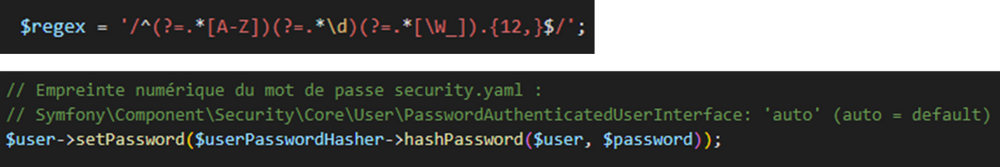 $regex = '/^(?=.*[A-Z])(?=.*\d)(?=.*[\W_]).{12,}$/';
// Empreinte numérique du mot de passe security.yaml :
// Symfony\Component\Security\Core\User\PasswordAuthenticatedUserInterface: 'auto' (auto = default)
$user->setPassword($userPasswordHasher->hashPassword($user, $password));